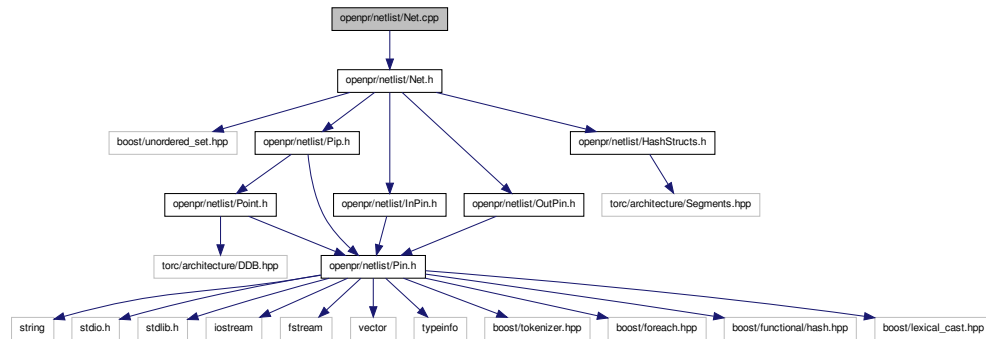 openpr/netlist/Net.cpp
openpr/netlist/Net.h
boost/unordered_set.hpp
openpr/netlist/Pip.h
openpr/netlist/HashStructs.h
openpr/netlist/Point.h
openpr/netlist/InPin.h
openpr/netlist/OutPin.h
torc/architecture/Segments.hpp
torc/architecture/DDB.hpp
openpr/netlist/Pin.h
string
stdio.h
stdlib.h
iostream
fstream
vector
typeinfo
boost/tokenizer.hpp
boost/foreach.hpp
boost/functional/hash.hpp
boost/lexical_cast.hpp